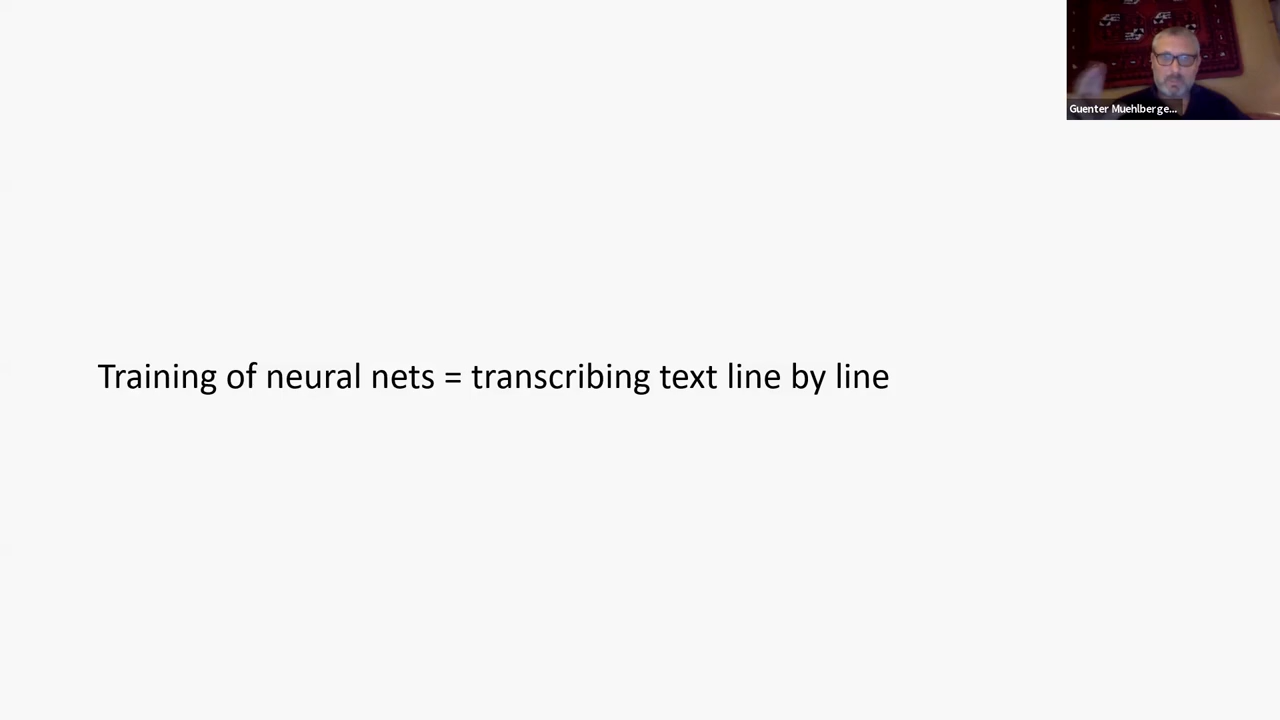 Guenter Muehlberge...
Training of neural nets = transcribing text line by line